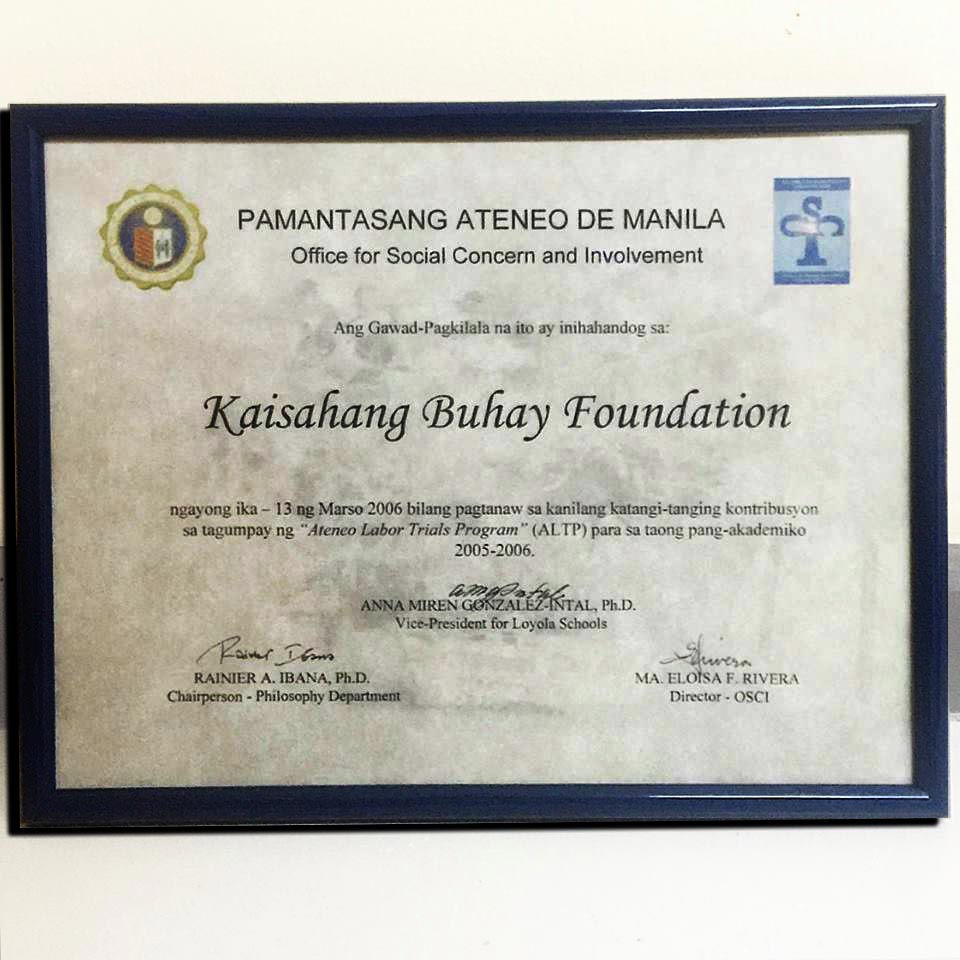 PAMANTASANG ATENEO DE MANILA
Office for Social Concern and Involvement
Ang Gawad-Pagkilala na ito ay inihahandog sa:
Kaisahang Buhay Foundation
ngayong ika – 13 ng Marso 2006 bilang pagtanaw sa kanilang katangi-tanging kontribusyon
sa tagumpay ng “Ateneo Labor Trials Program” (ALTP) para sa taong pang-akademiko
2005-2006.
ANNA MIREN GONZALEZ-INTAL, Ph.D.
Vice-President for Loyola Schools
RAINIER A. IBANA, Ph.D.
Chairperson - Philosophy Department
MA. ELOISA F. RIVERA
Director - OSCI